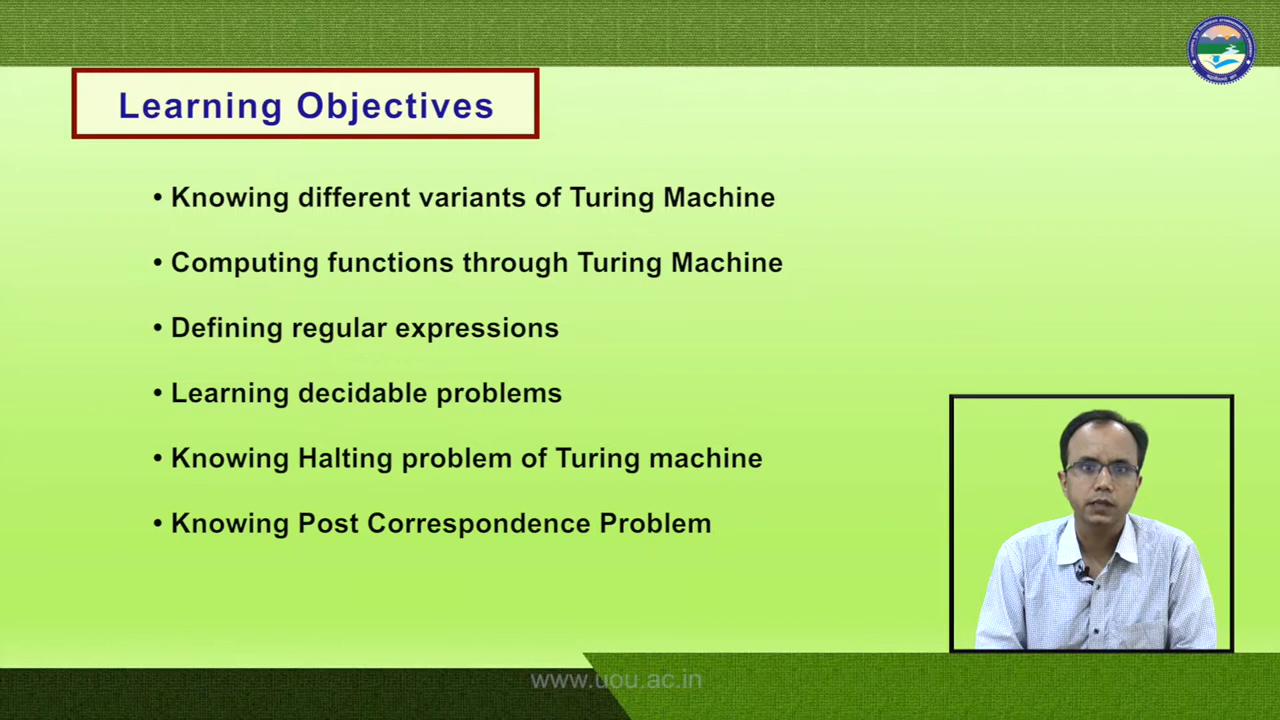 Learning Objectives
• Knowing different variants of Turing Machine
• Computing functions through Turing Machine
• Defining regular expressions
• Learning decidable problems
• Knowing Halting problem of Turing machine
• Knowing Post Correspondence Problem
www.uou.ac.in